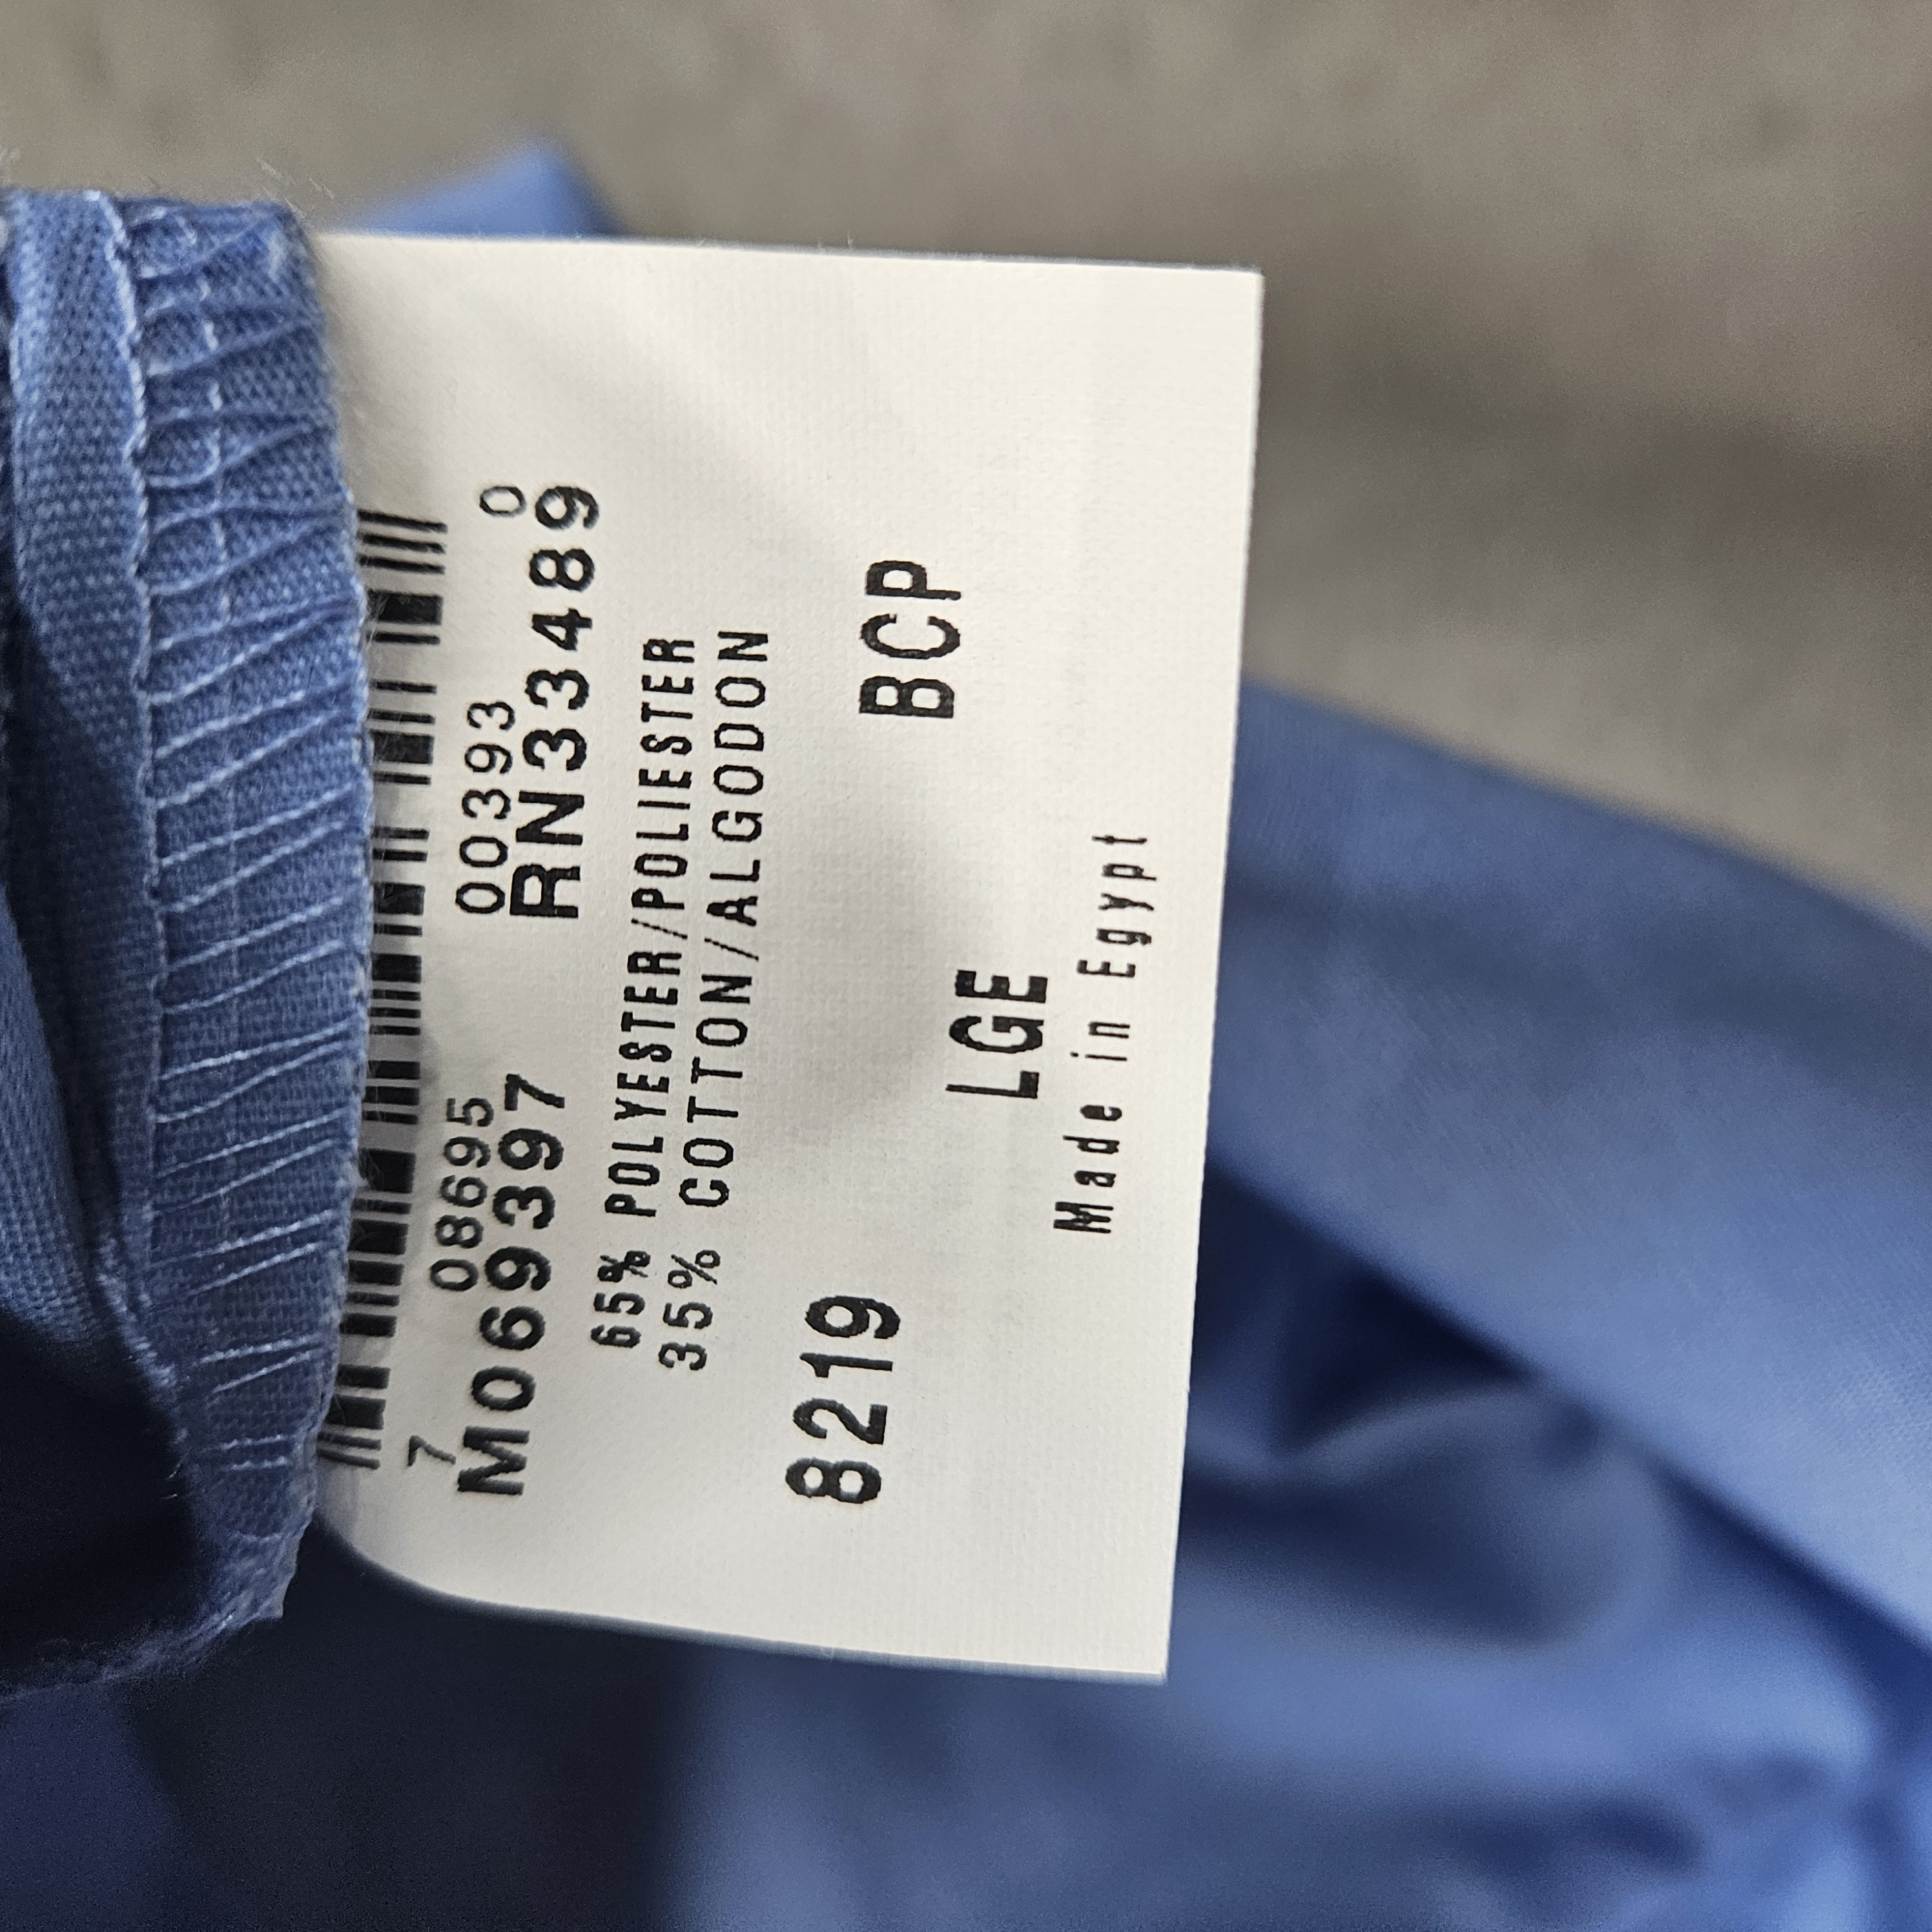 7 08695 00393 0
M069397 RN33489
65% POLYESTER/POLIESTER
35% COTTON/ALGODON
8219 BCP
LGE
Made in Egypt